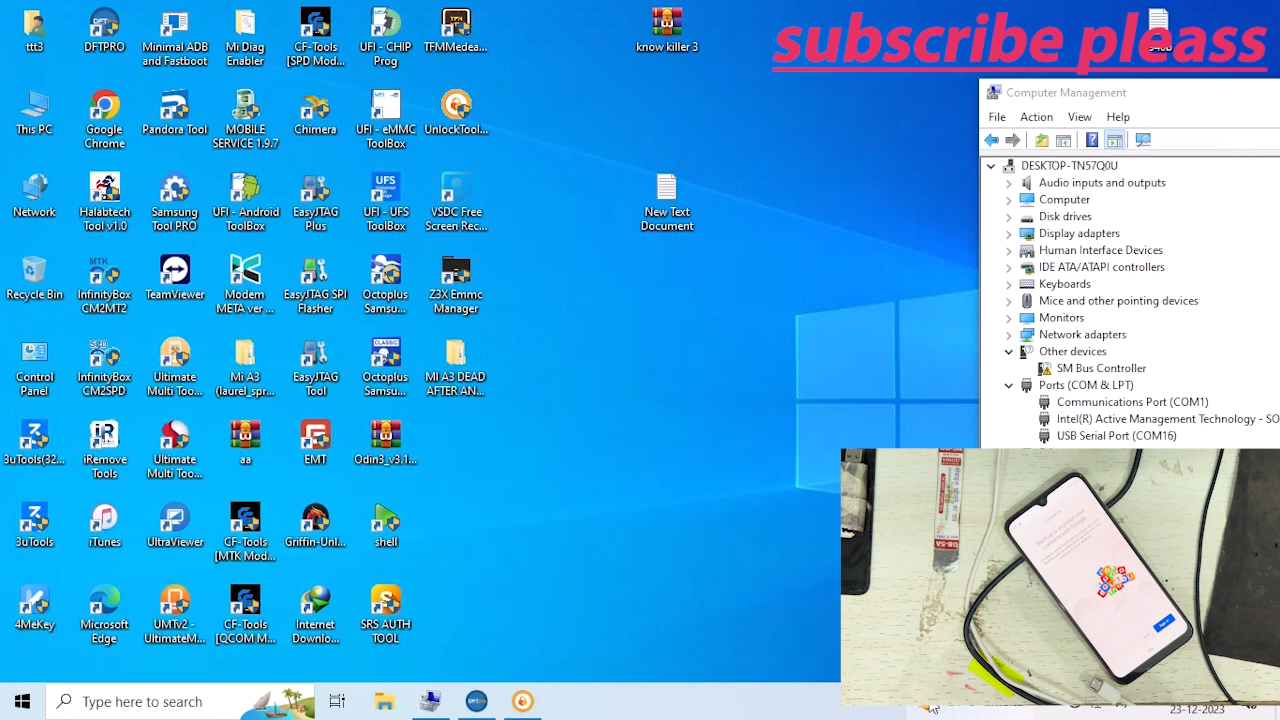 subscribe pleass
ttt3
DFTPRO
Minimal ADB
and Fastboot
Mi Diag
Enabler
CF-Tools
[SPD Mod...
UFI - CHIP
Prog
TFMMedea...
know killer 3
This PC
Google
Chrome
Pandora Tool
MOBILE
SERVICE 1.9.7
Chimera
UFI - eMMC
ToolBox
UnlockTool...
Network
Halabtech
Tool v1.0
Samsung
Tool PRO
UFI - Android
ToolBox
EasyJTAG
Plus
UFI - UFS
ToolBox
VSDC Free
Screen Rec...
New Text
Document
Recycle Bin
InfinityBox
CM2MT2
TeamViewer
Modem
META ver ...
EasyJTAG SPI
Flasher
Octoplus
Samsu...
Z3X Emmc
Manager
Control
Panel
InfinityBox
CM2SPD
Ultimate
Multi Too...
Mi A3
(laurel_spr...
EasyJTAG
Tool
Octoplus
Samsu...
MI A3 DEAD
AFTER AN...
3uTools(32...
iRemove
Tools
Ultimate
Multi Too...
aa
EMT
Odin3_v3.1...
3uTools
iTunes
UltraViewer
CF-Tools
[MTK Mod...
Griffin-Unl...
shell
4MeKey
Microsoft
Edge
UMTv2 -
UltimateM...
CF-Tools
[QCOM M...
Internet
Downlo...
SRS AUTH
TOOL
Computer Management
File Action View Help
DESKTOP-TN57Q0U
Audio inputs and outputs
Computer
Disk drives
Display adapters
Human Interface Devices
IDE ATA/ATAPI controllers
Keyboards
Mice and other pointing devices
Monitors
Network adapters
Other devices
SM Bus Controller
Ports (COM & LPT)
Communications Port (COM1)
Intel(R) Active Management Technology - SO
USB Serial Port (COM16)
GB-5A
Sign in
Type here to search
23-12-2023